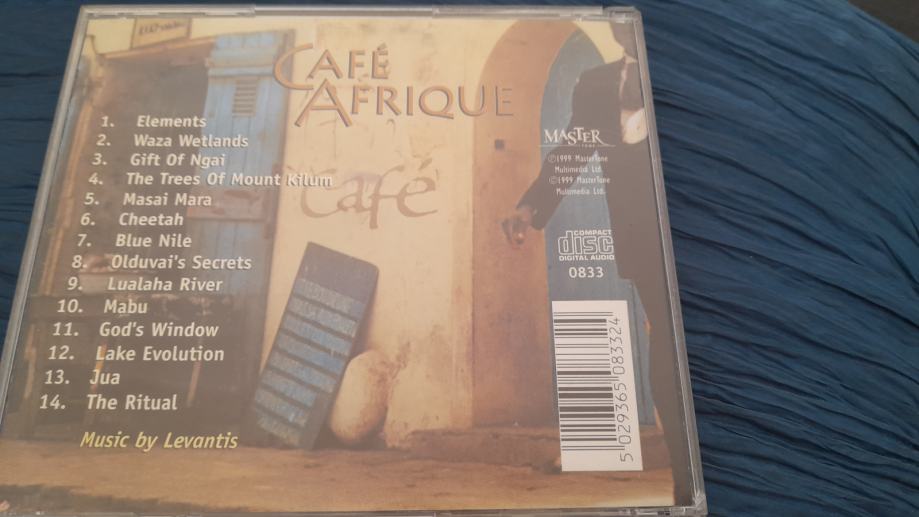 CAFÉ
AFRIQUE
1. Elements
2. Waza Wetlands
3. Gift Of Ngai
4. The Trees Of Mount Kilum
5. Masai Mara
6. Cheetah
7. Blue Nile
8. Olduvai's Secrets
9. Lualaha River
10. Mabu
11. God's Window
12. Lake Evolution
13. Jua
14. The Ritual
Music by Levantis
Café
MASTER
TONE
℗1999 MasterTone
Multimedia Ltd.
©1999 MasterTone
Multimedia Ltd.
COMPACT
disc
DIGITAL AUDIO
0833
5 029365 083324